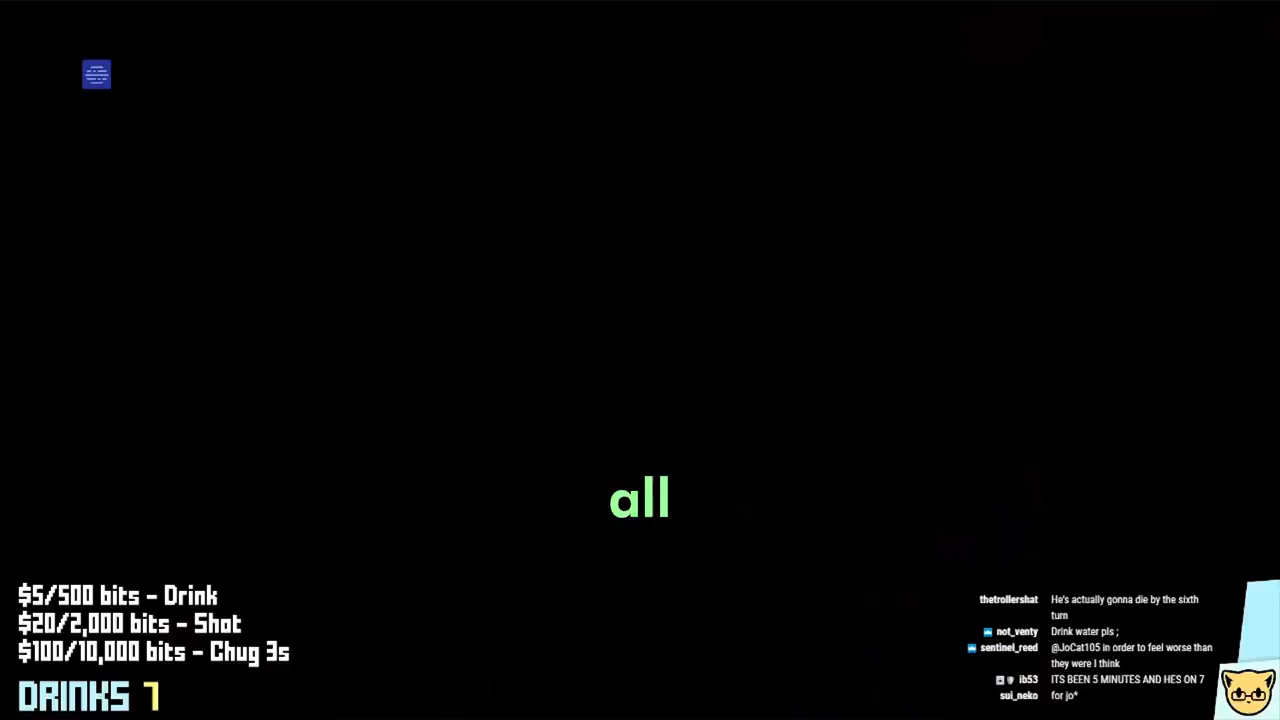 all
$5/500 bits - Drink
$20/2,000 bits - Shot
$100/10,000 bits - Chug 3s
DRINKS 7
thetrollershat He's actually gonna die by the sixth
turn
not_venty Drink water pls ;
sentinel_reed @JoCat105 in order to feel worse than
they were I think
ib53 ITS BEEN 5 MINUTES AND HES ON 7
sui_neko for jo*